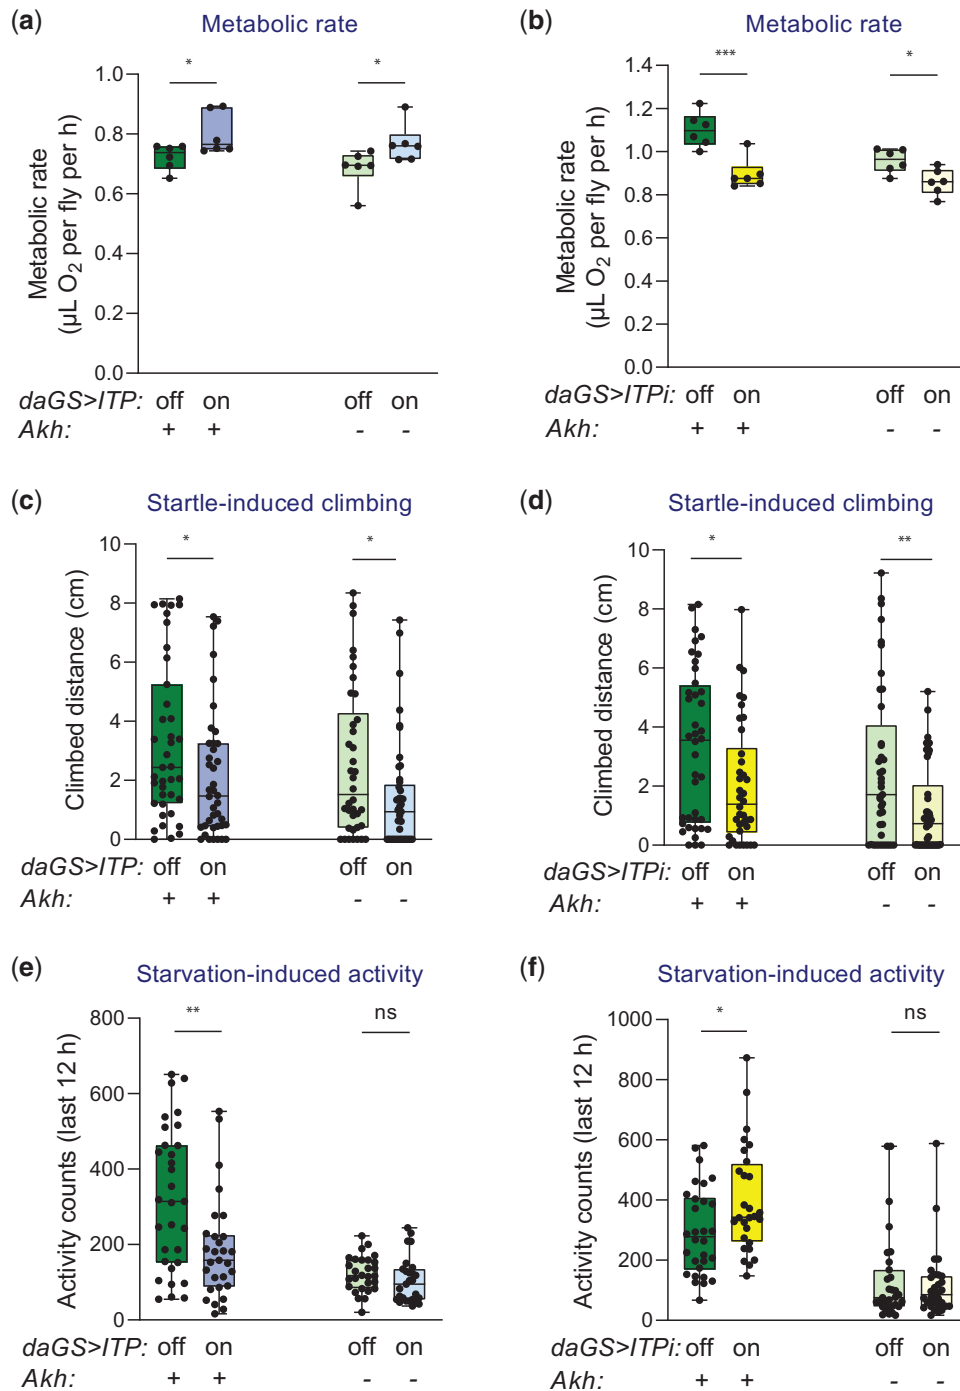 (a) Metabolic rate
* *
Metabolic rate
(µL O2 per fly per h)
1.0
0.8
0.6
0.4
0.2
0.0
daGS>ITP: off on off on
Akh: + + - -
(b) Metabolic rate
*** *
Metabolic rate
(µL O2 per fly per h)
1.4
1.2
1.0
0.8
0.6
0.4
0.2
0.0
daGS>ITPi: off on off on
Akh: + + - -
(c) Startle-induced climbing
* *
Climbed distance (cm)
10
8
6
4
2
0
daGS>ITP: off on off on
Akh: + + - -
(d) Startle-induced climbing
* **
Climbed distance (cm)
10
8
6
4
2
0
daGS>ITPi: off on off on
Akh: + + - -
(e) Starvation-induced activity
** ns
Activity counts (last 12 h)
800
600
400
200
0
daGS>ITP: off on off on
Akh: + + - -
(f) Starvation-induced activity
* ns
Activity counts (last 12 h)
1000
800
600
400
200
0
daGS>ITPi: off on off on
Akh: + + - -